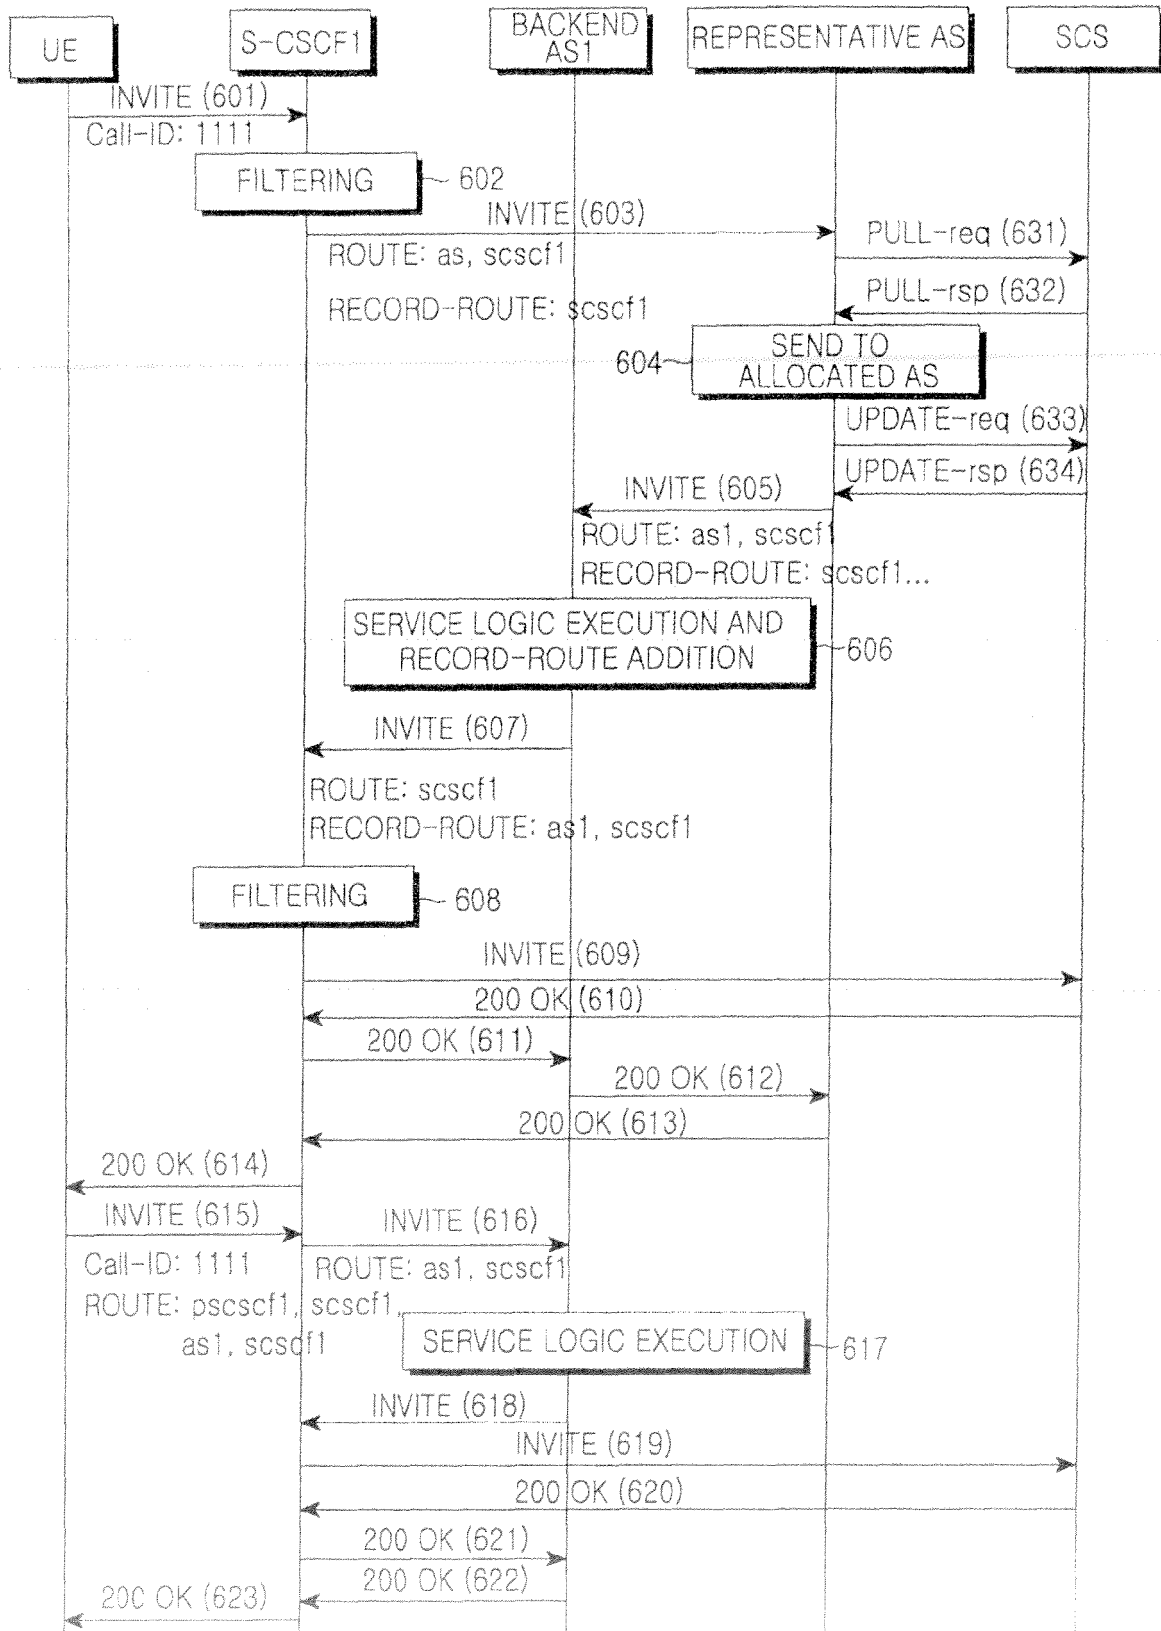 UE
S-CSCF1
BACKEND
AS1
REPRESENTATIVE AS
SCS
INVITE (601)
Call-ID: 1111
FILTERING
602
INVITE (603)
ROUTE: as, scscf1
RECORD-ROUTE: scscf1
PULL-req (631)
PULL-rsp (632)
604
SEND TO
ALLOCATED AS
UPDATE-req (633)
UPDATE-rsp (634)
INVITE (605)
ROUTE: as1, scscf1
RECORD-ROUTE: scscf1...
SERVICE LOGIC EXECUTION AND
RECORD-ROUTE ADDITION
606
INVITE (607)
ROUTE: scscf1
RECORD-ROUTE: as1, scscf1
FILTERING
608
INVITE (609)
200 OK (610)
200 OK (611)
200 OK (612)
200 OK (613)
200 OK (614)
INVITE (615)
INVITE (616)
Call-ID: 1111
ROUTE: as1, scscf1
ROUTE: pscscf1, scscf1,
as1, scscf1
SERVICE LOGIC EXECUTION
617
INVITE (618)
INVITE (619)
200 OK (620)
200 OK (621)
200 OK (622)
200 OK (623)